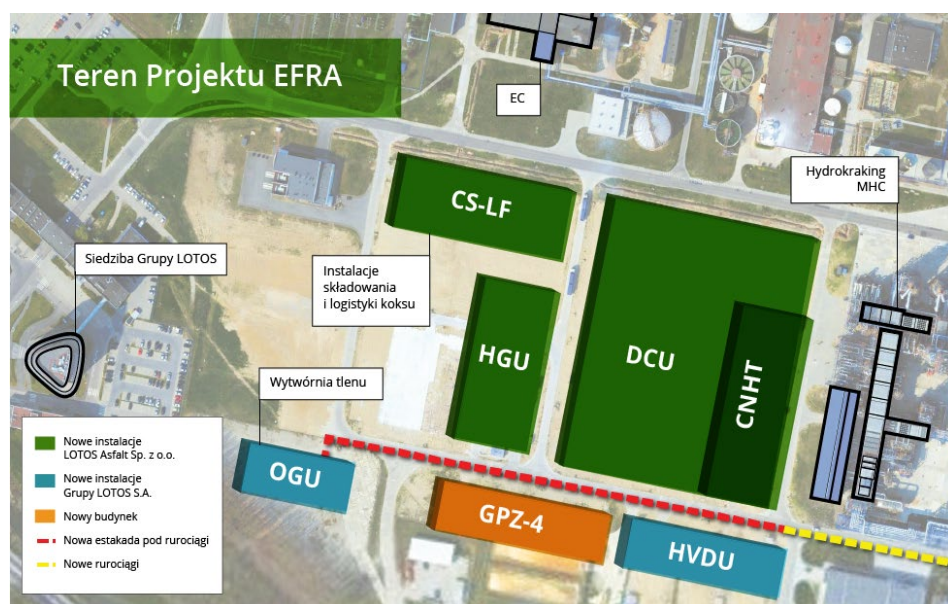 Teren Projektu EFRA
EC
Hydrokraking
MHC
CS-LF
Siedziba Grupy LOTOS
Instalacje
składowania
i logistyki koksu
HGU
DCU
CNHT
Wytwórnia tlenu
OGU
GPZ-4
HVDU
Nowe instalacje
LOTOS Asfalt Sp. z o.o.
Nowe instalacje
Grupy LOTOS S.A.
Nowy budynek
Nowa estakada pod rurociągi
Nowe rurociągi